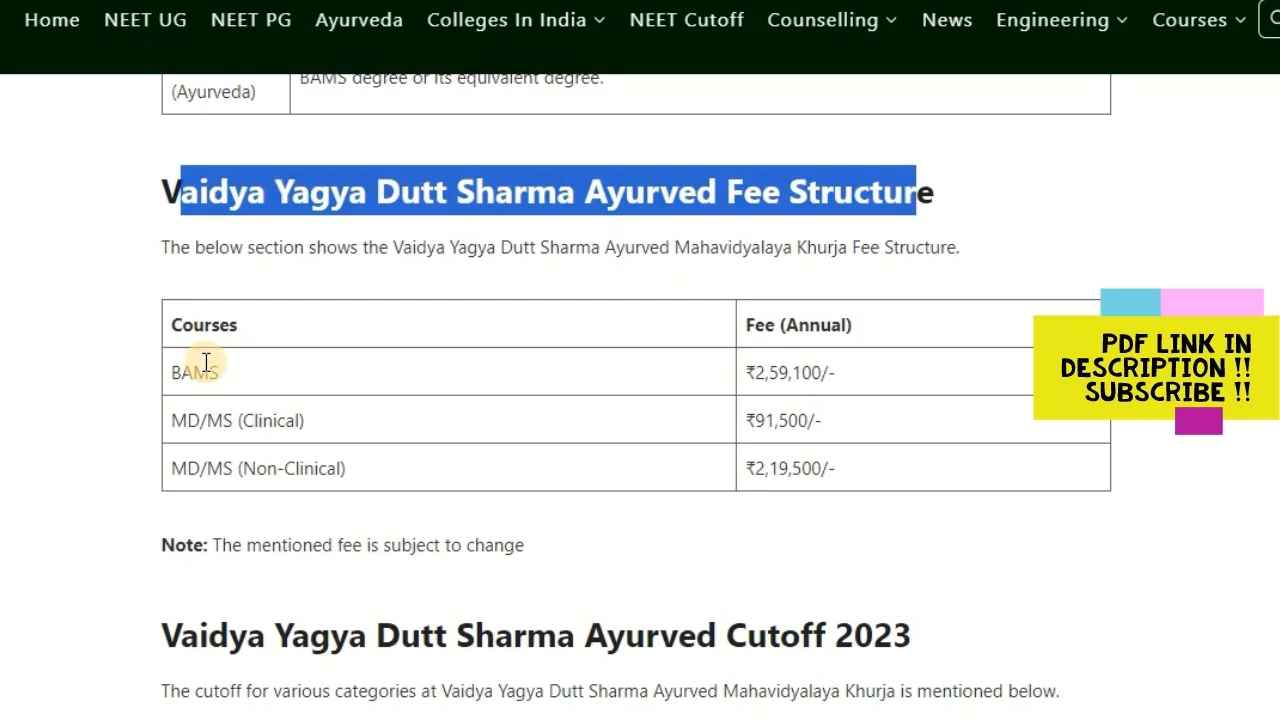 Home NEET UG NEET PG Ayurveda Colleges In India NEET Cutoff Counselling News Engineering Courses
BAMS degree or its equivalent degree.
(Ayurveda)
Vaidya Yagya Dutt Sharma Ayurved Fee Structure
The below section shows the Vaidya Yagya Dutt Sharma Ayurved Mahavidyalaya Khurja Fee Structure.
Courses Fee (Annual)
BAMS ₹2,59,100/-
MD/MS (Clinical) ₹91,500/-
MD/MS (Non-Clinical) ₹2,19,500/-
PDF LINK IN
DESCRIPTION !!
SUBSCRIBE !!
Note: The mentioned fee is subject to change
Vaidya Yagya Dutt Sharma Ayurved Cutoff 2023
The cutoff for various categories at Vaidya Yagya Dutt Sharma Ayurved Mahavidyalaya Khurja is mentioned below.